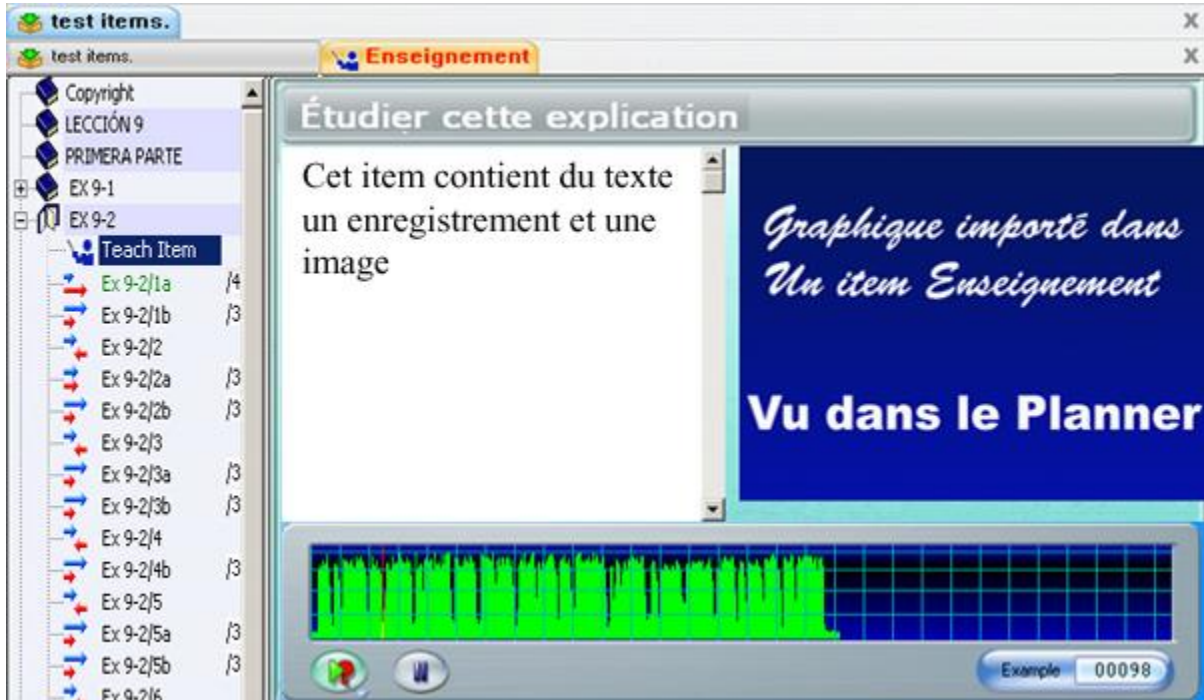 test items.
X
test items.
Enseignement
X
Copyright
LECCIÓN 9
PRIMERA PARTE
EX 9-1
EX 9-2
Teach Item
Ex 9-2/1a /4
Ex 9-2/1b /3
Ex 9-2/2
Ex 9-2/2a /3
Ex 9-2/2b /3
Ex 9-2/3
Ex 9-2/3a /3
Ex 9-2/3b /3
Ex 9-2/4
Ex 9-2/4b /3
Ex 9-2/5
Ex 9-2/5a /3
Ex 9-2/5b /3
Ex 9-2/6
Étudier cette explication
Cet item contient du texte
un enregistrement et une
image
Graphique importé dans
Un item Enseignement
Vu dans le Planner
Example 00098